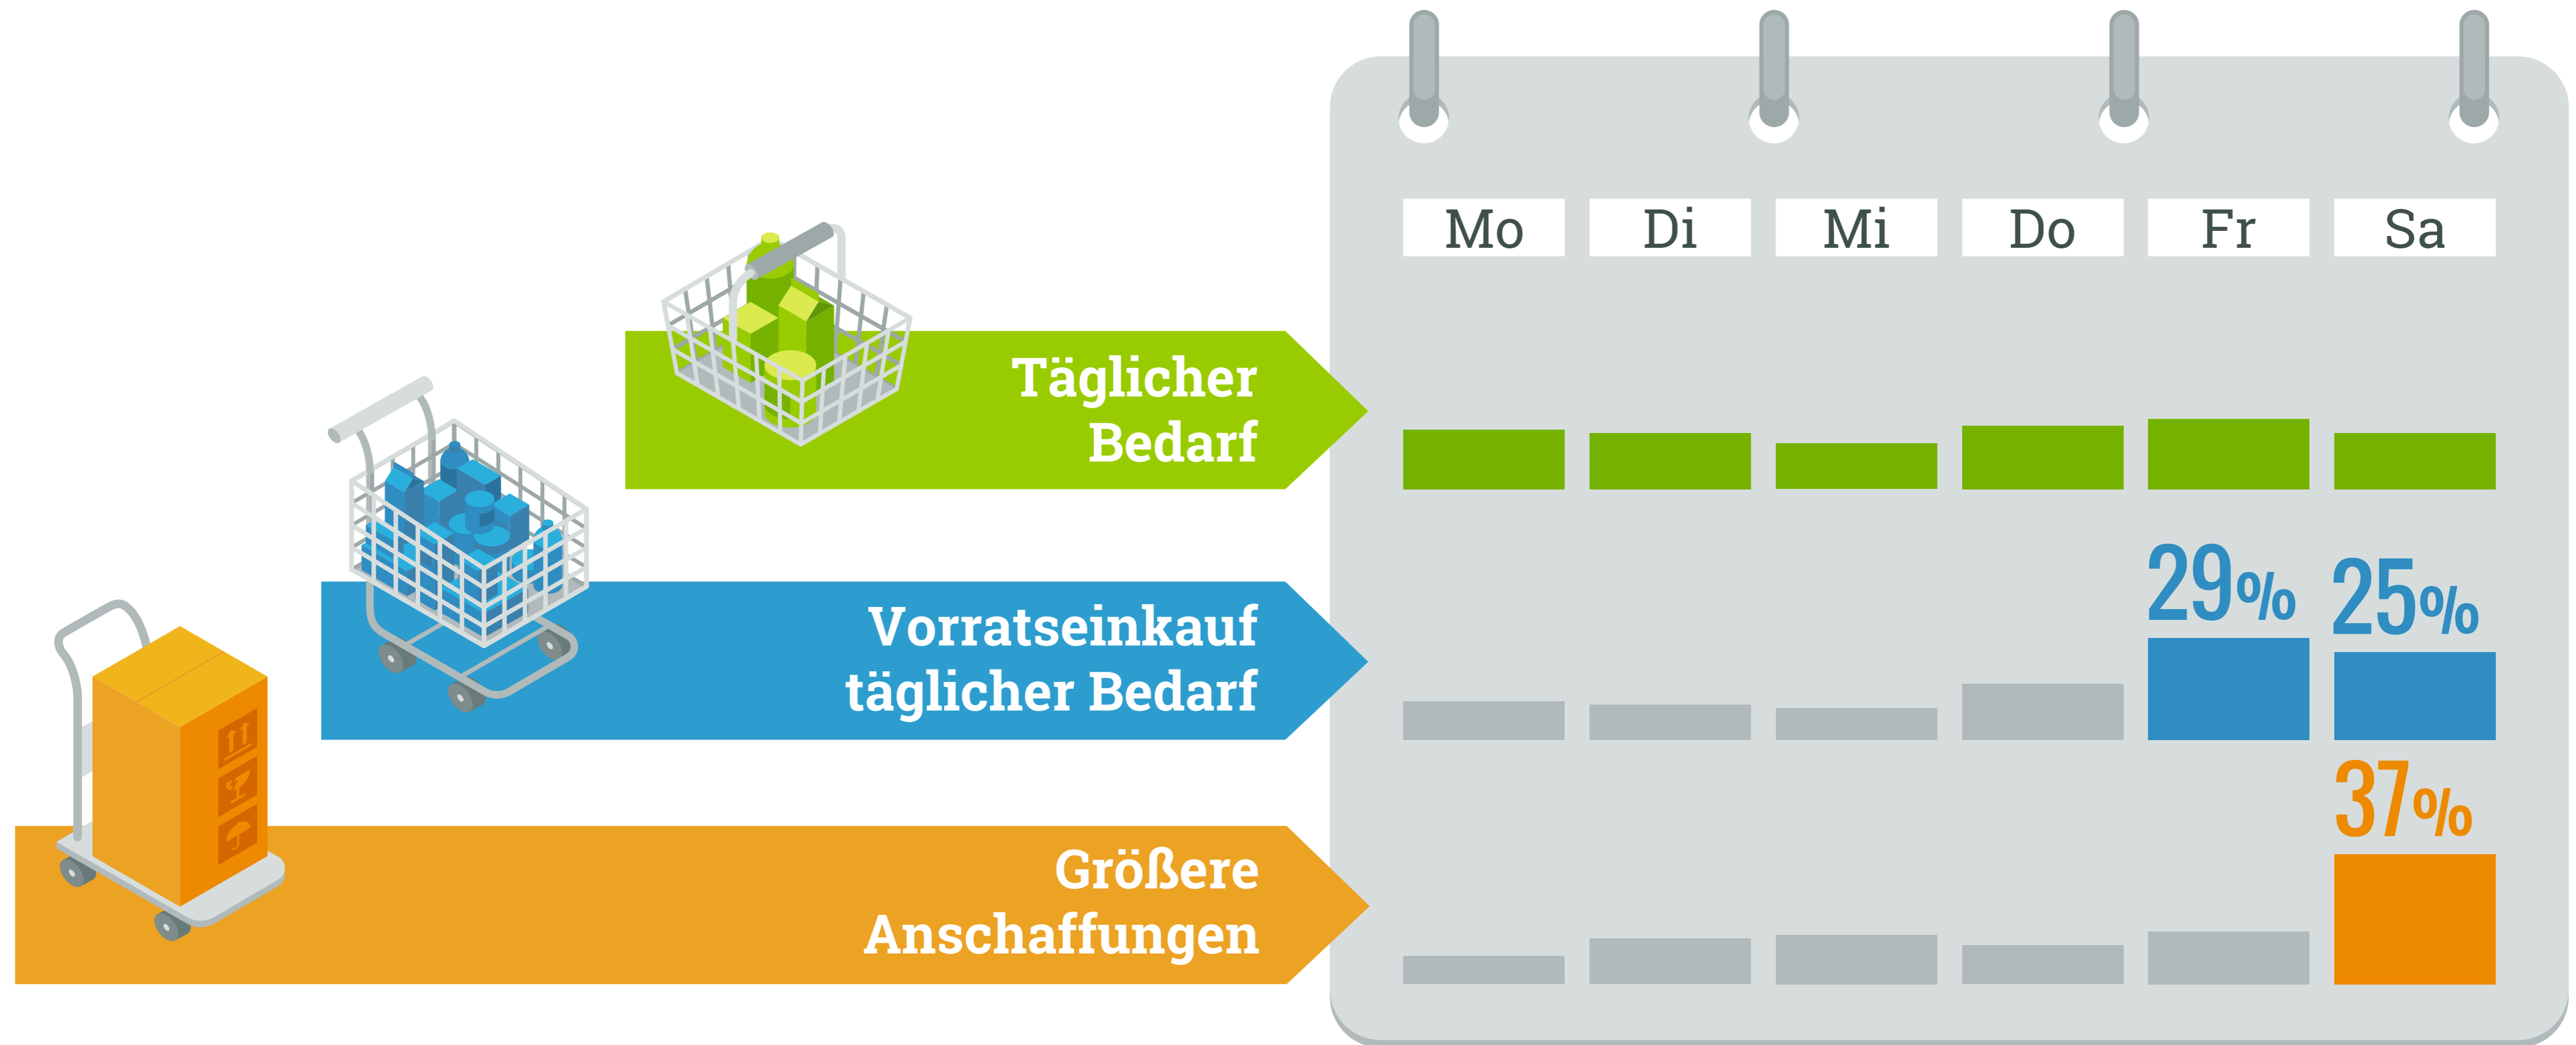 Mo Di Mi Do Fr Sa
Täglicher
Bedarf
Vorratseinkauf
täglicher Bedarf
29% 25%
Größere
Anschaffungen
37%